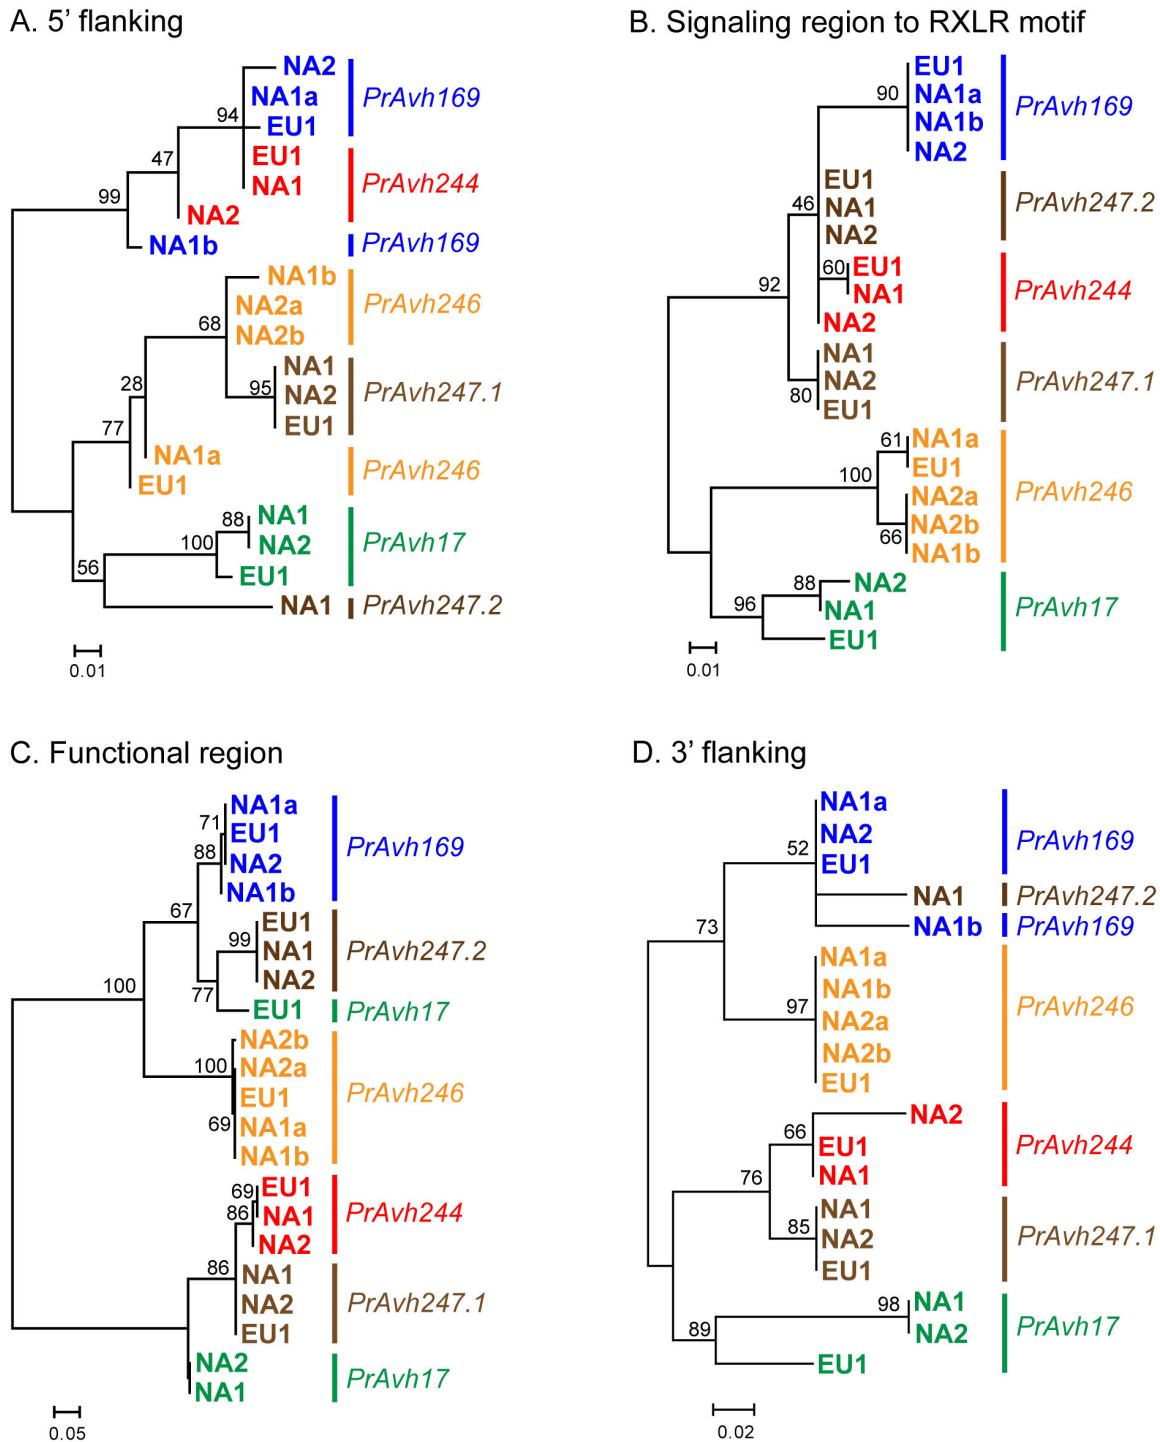 A. 5’ flanking
NA2
NA1a
PrAvh169
94
EU1
EU1
47
NA1
PrAvh244
99
NA2
NA1b
PrAvh169
NA1b
NA2a
PrAvh246
68
NA2b
NA1
28
95
NA2
PrAvh247.1
77
EU1
NA1a
PrAvh246
EU1
88
NA1
100
NA2
PrAvh17
56
EU1
NA1
PrAvh247.2
0.01
B. Signaling region to RXLR motif
EU1
90
NA1a
PrAvh169
NA1b
NA2
EU1
46
NA1
PrAvh247.2
NA2
60
EU1
92
NA1
PrAvh244
NA2
NA1
NA2
PrAvh247.1
80
EU1
61
NA1a
EU1
100
NA2a
PrAvh246
NA2b
66
NA1b
88
NA2
96
NA1
PrAvh17
EU1
0.01
C. Functional region
NA1a
71
EU1
PrAvh169
88
NA2
NA1b
67
EU1
99
NA1
PrAvh247.2
NA2
100
77
EU1
PrAvh17
NA2b
100
NA2a
EU1
PrAvh246
69
NA1a
NA1b
69
EU1
86
NA1
PrAvh244
NA2
86
NA1
NA2
PrAvh247.1
EU1
NA2
NA1
PrAvh17
0.05
D. 3’ flanking
NA1a
52
NA2
PrAvh169
EU1
NA1
PrAvh247.2
73
NA1b
PrAvh169
NA1a
NA1b
97
NA2a
PrAvh246
NA2b
EU1
NA2
66
EU1
PrAvh244
76
NA1
NA1
85
NA2
PrAvh247.1
EU1
98
NA1
89
NA2
PrAvh17
EU1
0.02